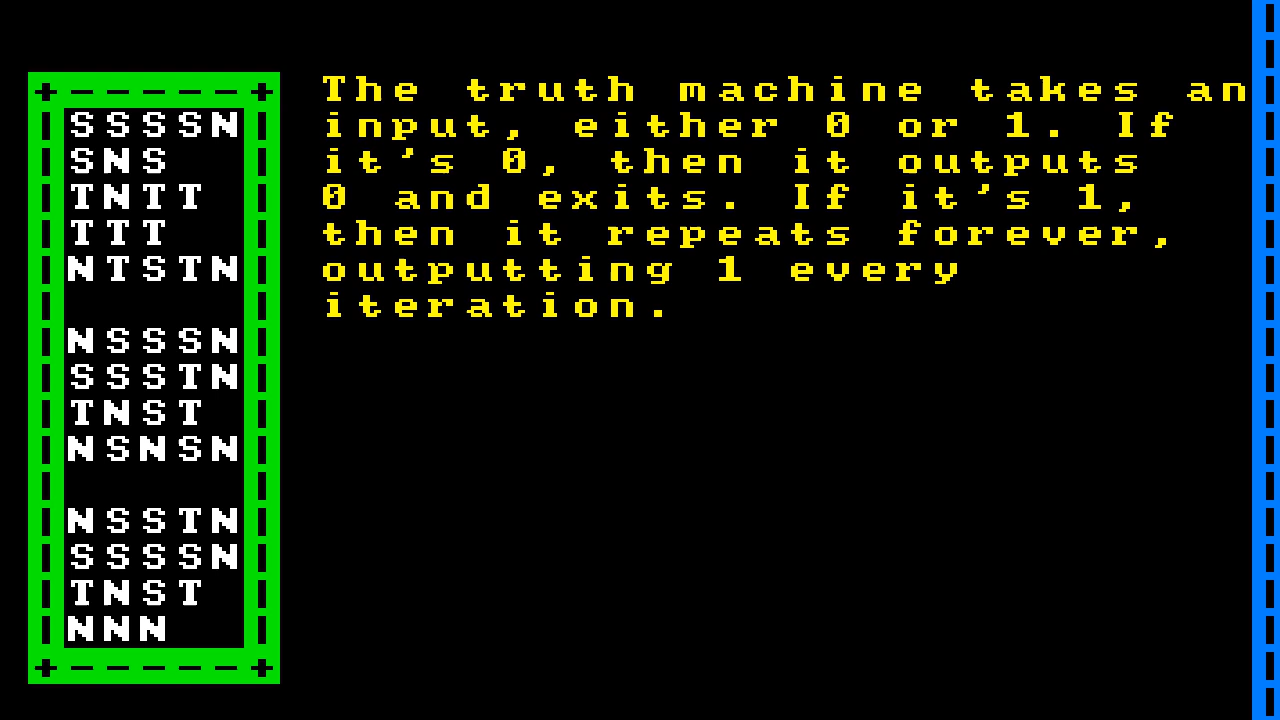 +-----+
SSSSN
SNS
TNTT
TTT
NTSTN
NSSSN
SSSTN
TNST
NSNSN
NSSTN
SSSSN
TNST
NNN
+-----+
The truth machine takes an
input, either 0 or 1. If
it's 0, then it outputs
0 and exits. If it's 1,
then it repeats forever,
outputting 1 every
iteration.